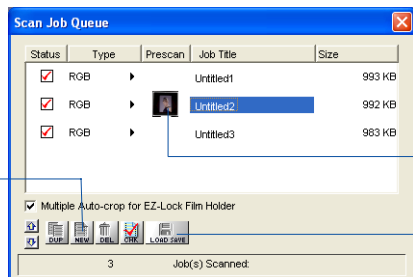 Scan Job Queue
Status Type Prescan Job Title Size
RGB Untitled1 993 KB
RGB Untitled2 992 KB
RGB Untitled3 983 KB
Multiple Auto-crop for EZ-Lock Film Holder
DUP NEW DEL CHK LOAD SAVE
3 Job(s) Scanned: